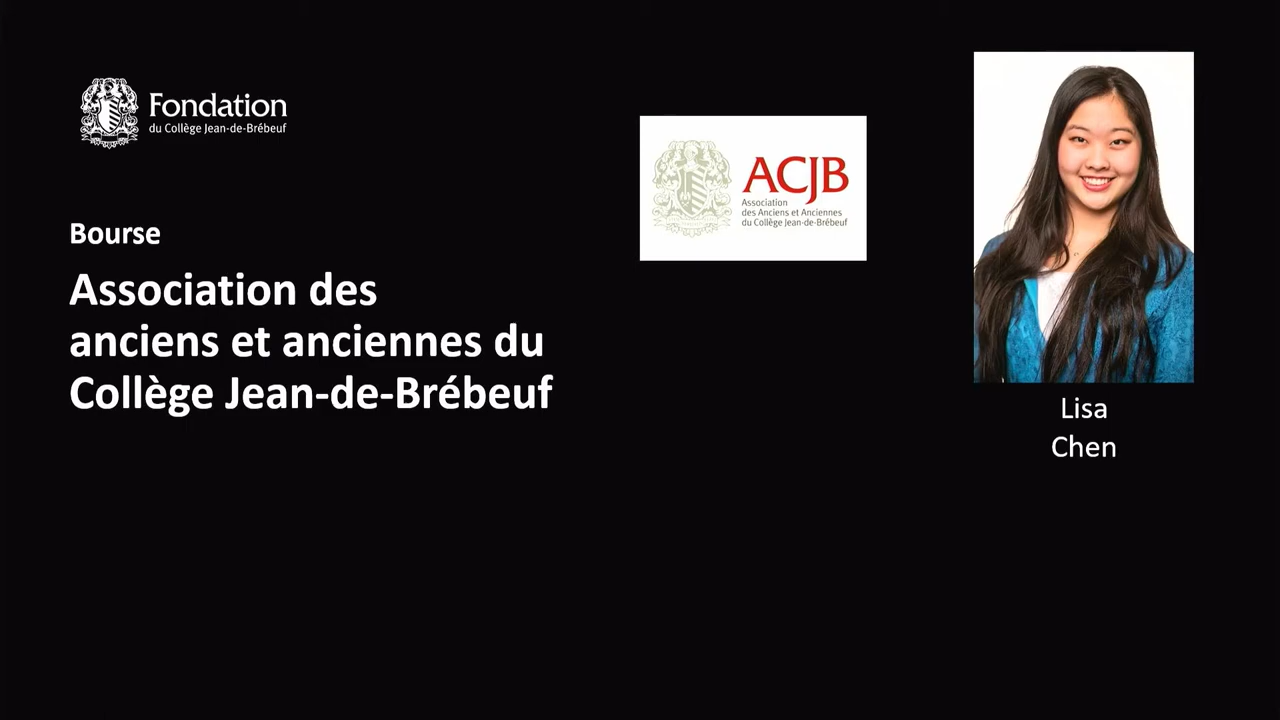 Fondation
du Collège Jean-de-Brébeuf
Bourse
Association des
anciens et anciennes du
Collège Jean-de-Brébeuf
ACJB
Association
des Anciens et Anciennes
du Collège Jean-de-Brébeuf
Lisa
Chen